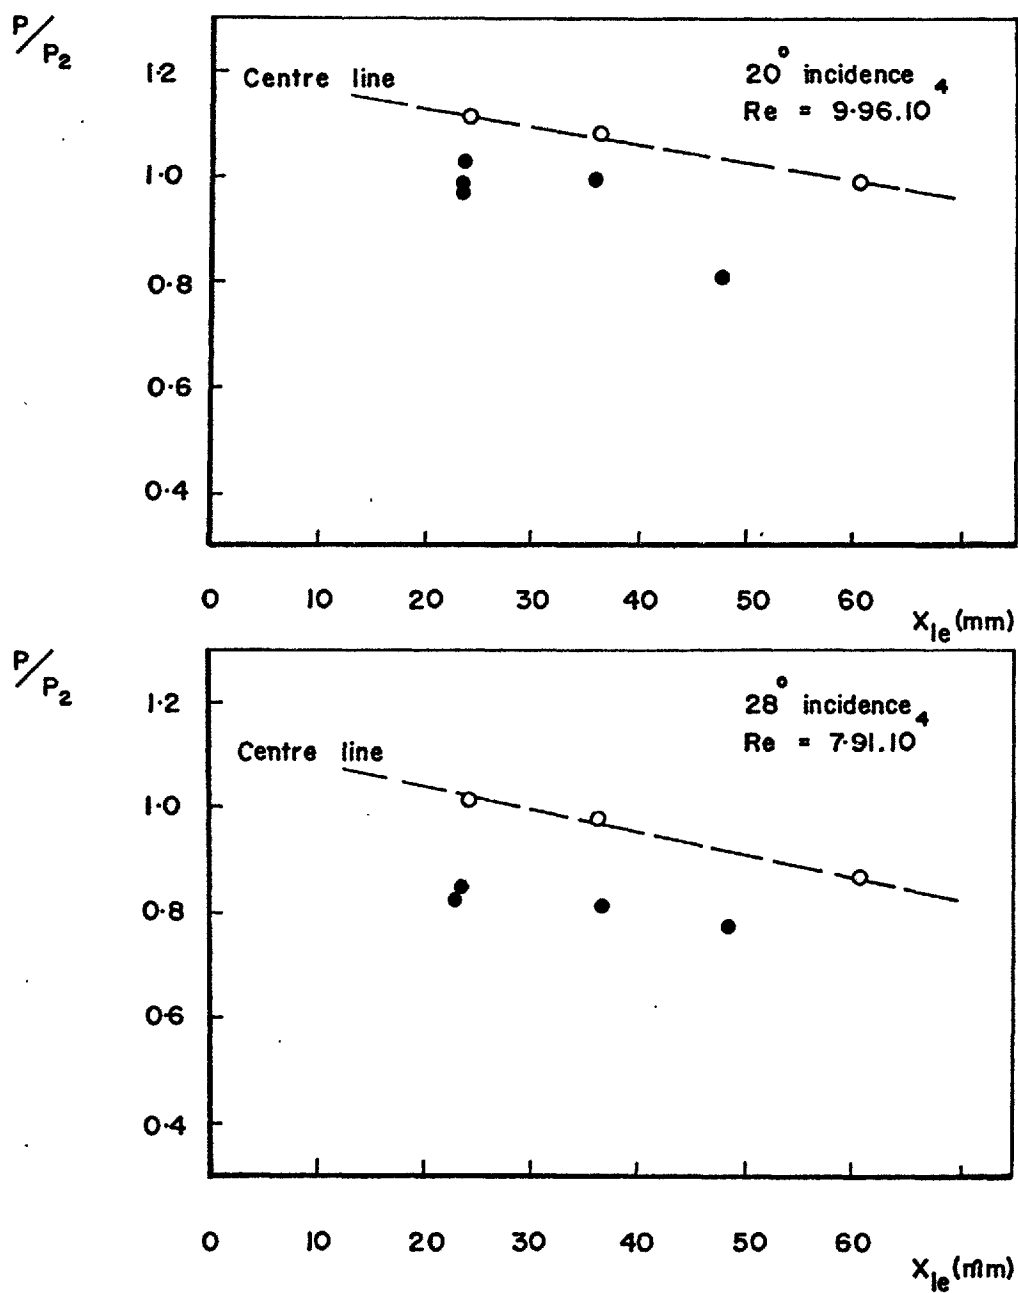 P/P₂
1·2
Centre line
20° incidence
Re = 9·96.10⁴
1·0
0·8
0·6
0·4
0 10 20 30 40 50 60
X_le (mm)
P/P₂
1·2
28° incidence
Re = 7·91.10⁴
Centre line
1·0
0·8
0·6
0·4
0 10 20 30 40 50 60
X_le (mm)